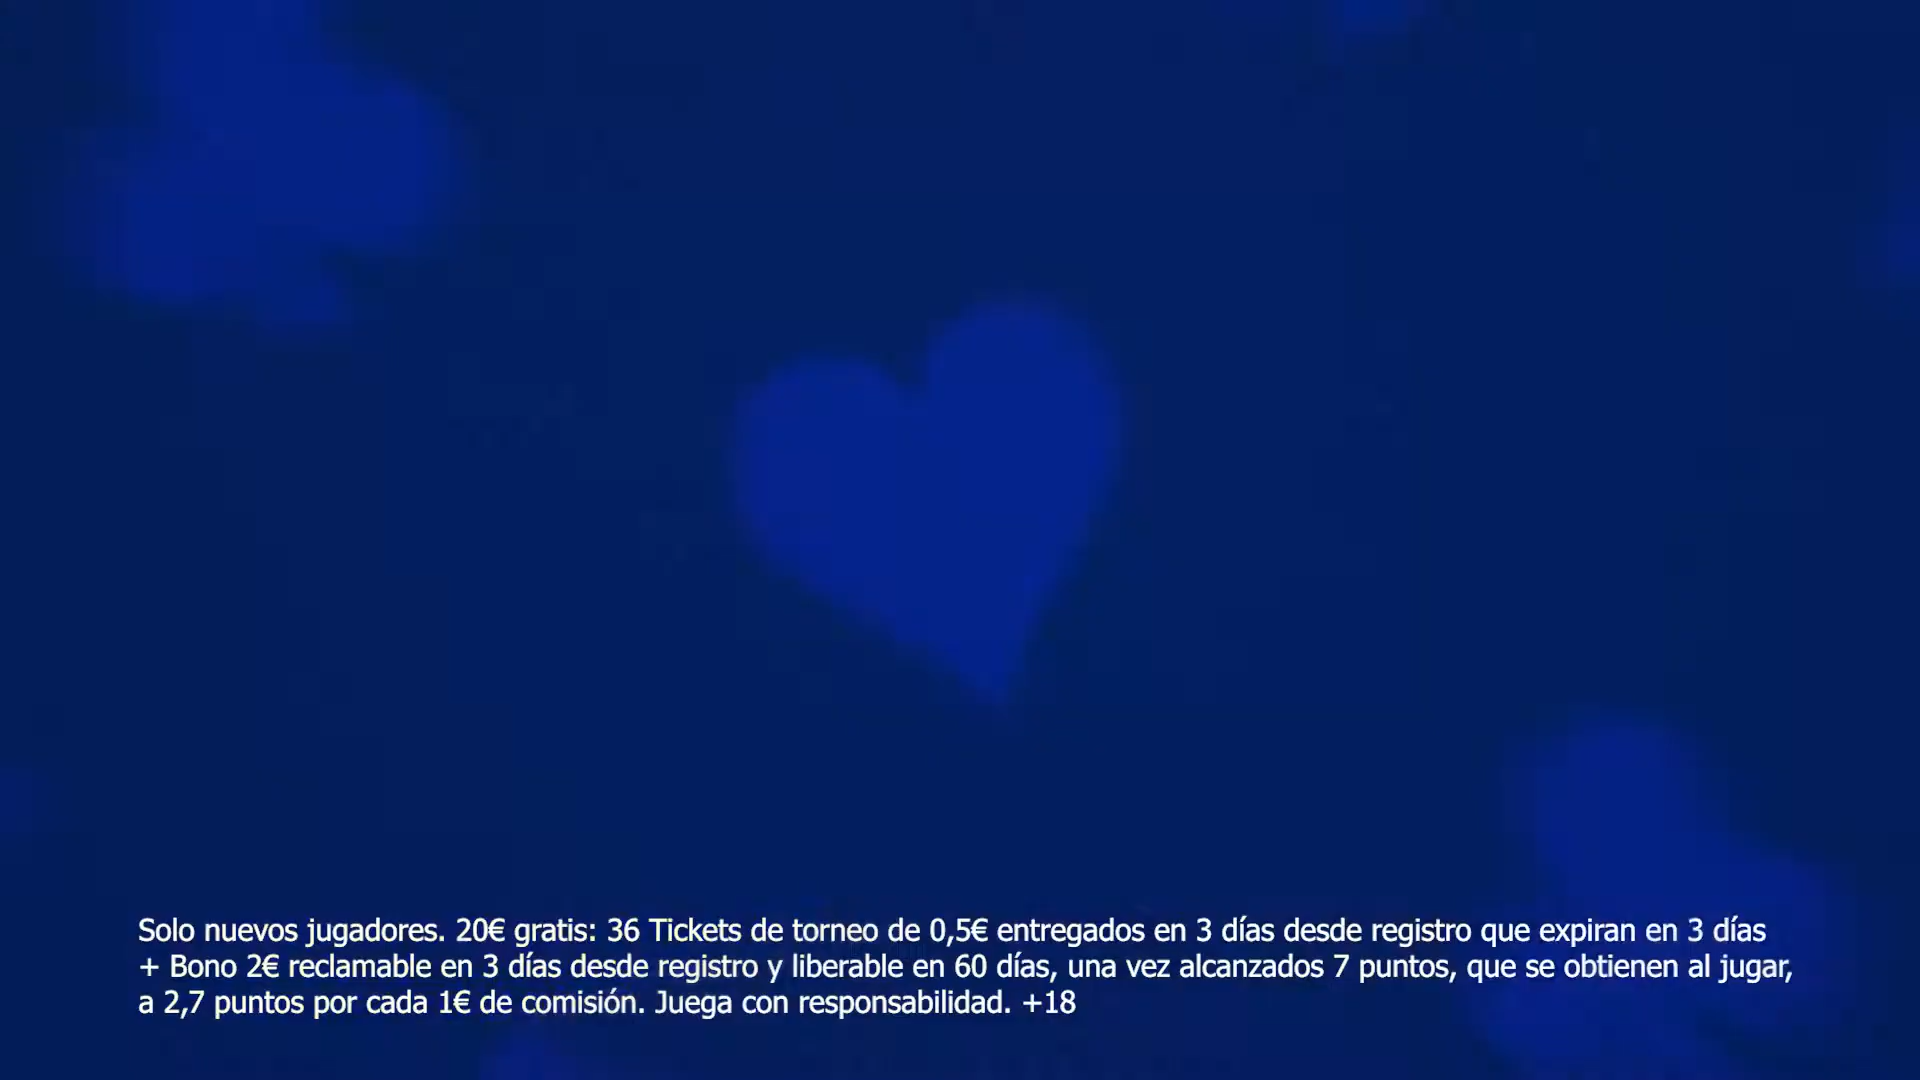 Solo nuevos jugadores. 20€ gratis: 36 Tickets de torneo de 0,5€ entregados en 3 días desde registro que expiran en 3 días
+ Bono 2€ reclamable en 3 días desde registro y liberable en 60 días, una vez alcanzados 7 puntos, que se obtienen al jugar,
a 2,7 puntos por cada 1€ de comisión. Juega con responsabilidad. +18